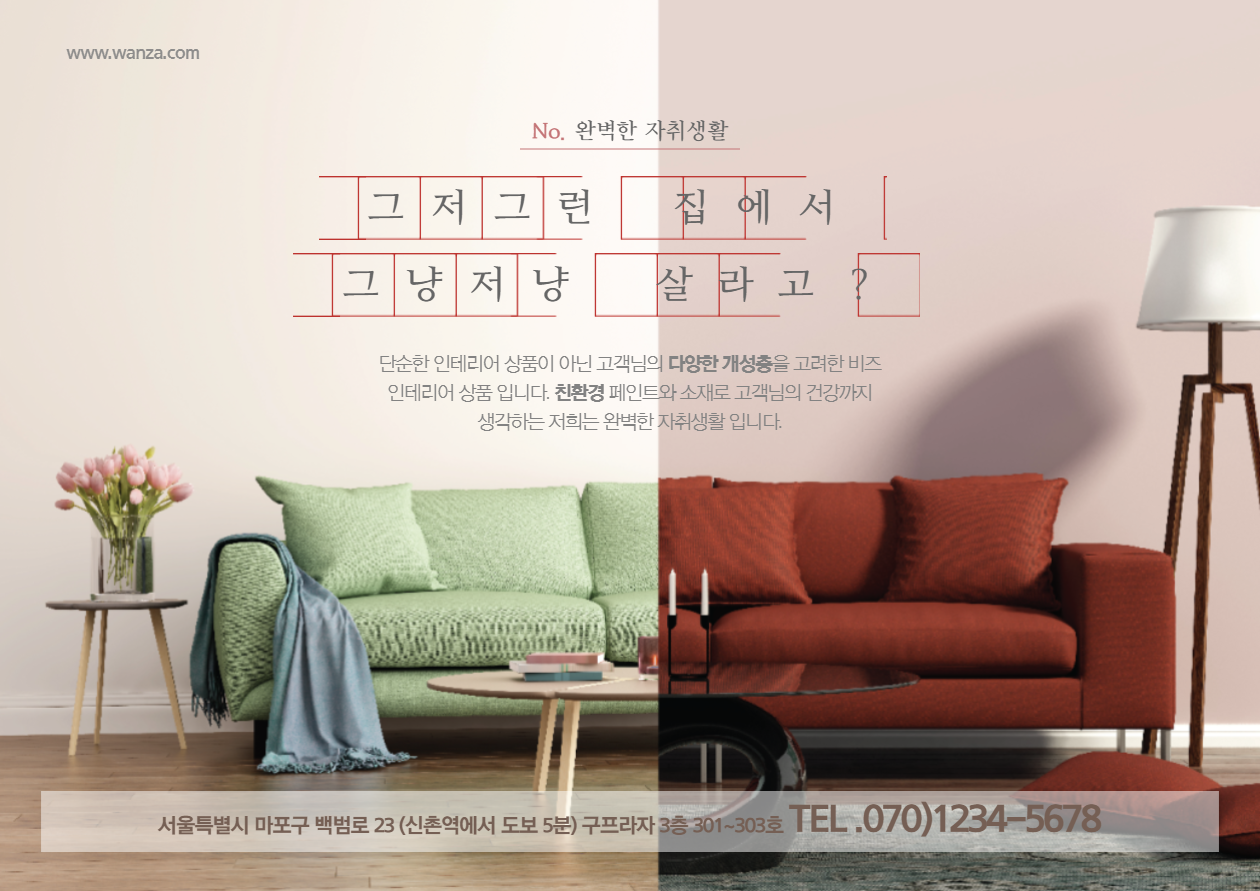 www.wanza.com
No. 완벽한 자취생활
그저그런 집에서
그냥저냥 살라고?
단순한 인테리어 상품이 아닌 고객님의 다양한 개성층을 고려한 비즈
인테리어 상품 입니다. 친환경 페인트와 소재로 고객님의 건강까지
생각하는 저희는 완벽한 자취생활 입니다.
서울특별시 마포구 백범로 23 (신촌역에서 도보 5분) 구프라자 3층 301~303호 TEL .070)1234-5678